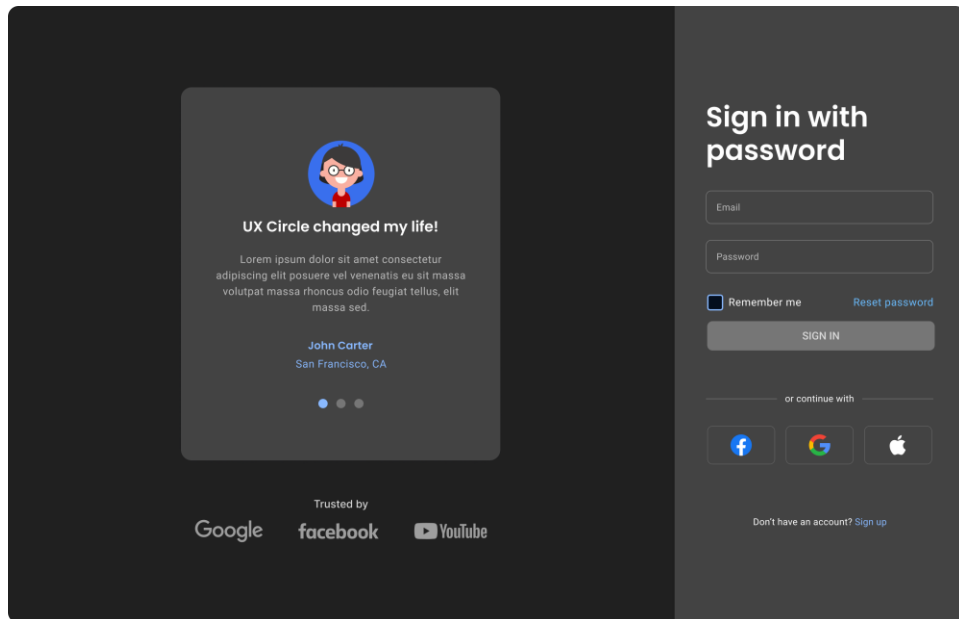 UX Circle changed my life!
Lorem ipsum dolor sit amet consectetur
adipiscing elit posuere vel venenatis eu sit massa
volutpat massa rhoncus odio feugiat tellus, elit
massa sed.
John Carter
San Francisco, CA
Trusted by
Google facebook YouTube
Sign in with
password
Email
Password
Remember me Reset password
SIGN IN
or continue with
Don't have an account? Sign up